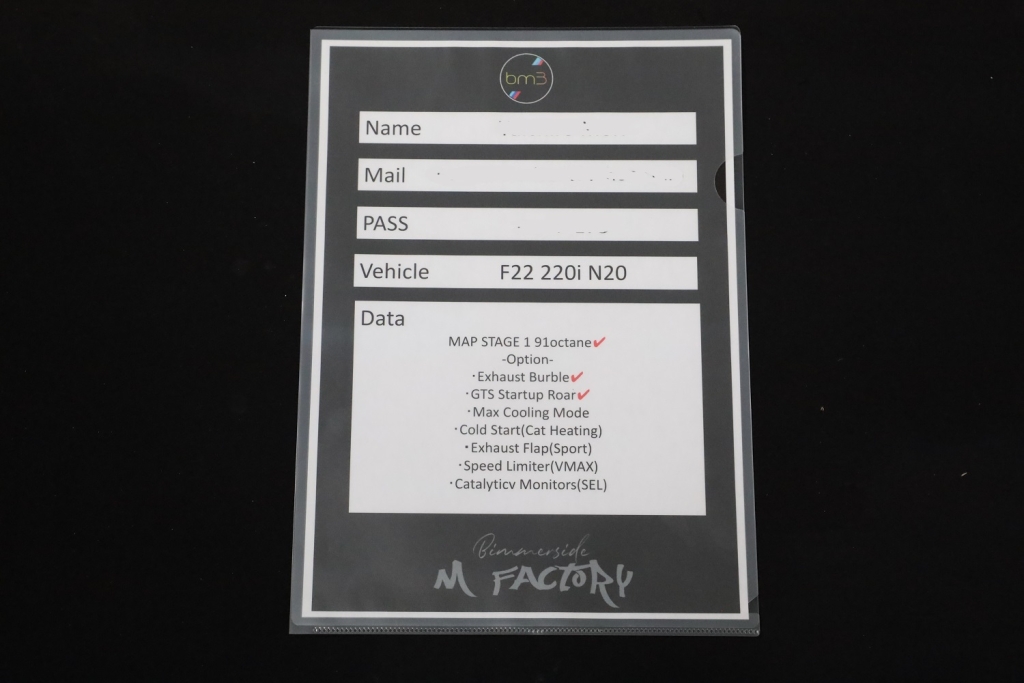 bm3
Name
Mail
PASS
Vehicle F22 220i N20
Data
MAP STAGE 1 91octane✓
-Option-
・Exhaust Burble✓
・GTS Startup Roar✓
・Max Cooling Mode
・Cold Start(Cat Heating)
・Exhaust Flap(Sport)
・Speed Limiter(VMAX)
・Catalyticv Monitors(SEL)
Bimmerside
M FACTORY